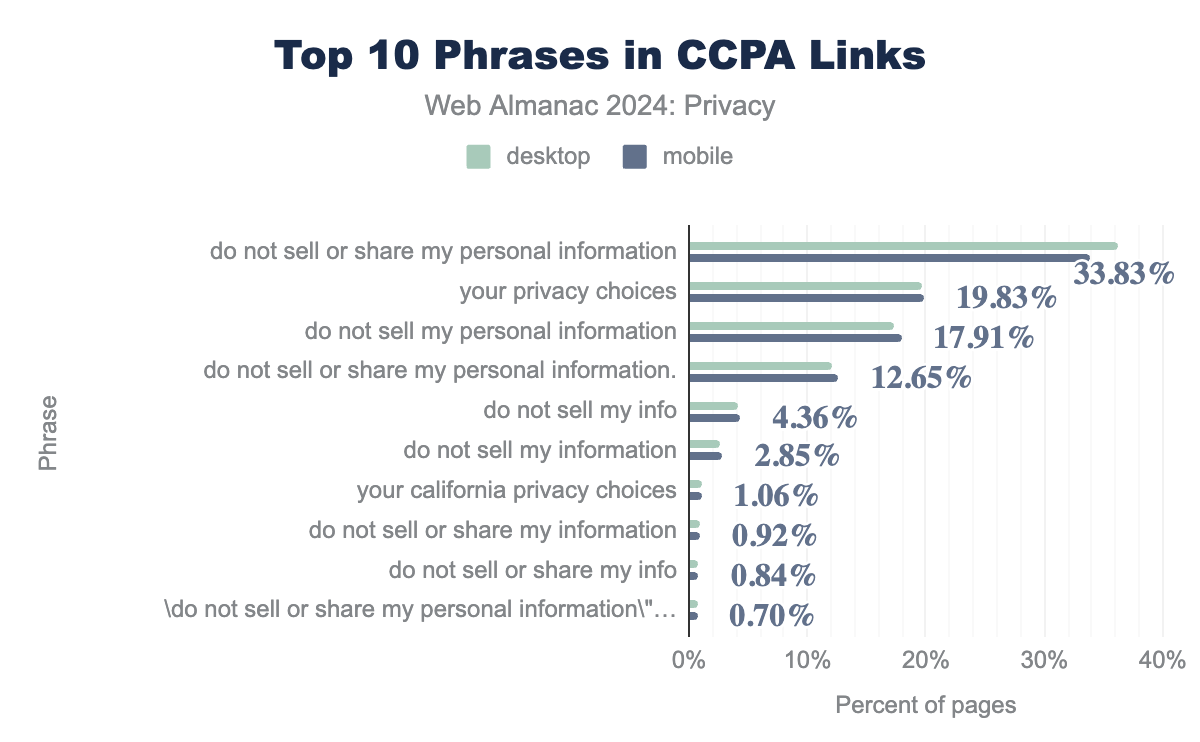 Top 10 Phrases in CCPA Links
Web Almanac 2024: Privacy
desktop mobile
Phrase
do not sell or share my personal information 33.83%
your privacy choices 19.83%
do not sell my personal information 17.91%
do not sell or share my personal information. 12.65%
do not sell my info 4.36%
do not sell my information 2.85%
your california privacy choices 1.06%
do not sell or share my information 0.92%
do not sell or share my info 0.84%
\do not sell or share my personal information\"… 0.70%
0% 10% 20% 30% 40%
Percent of pages